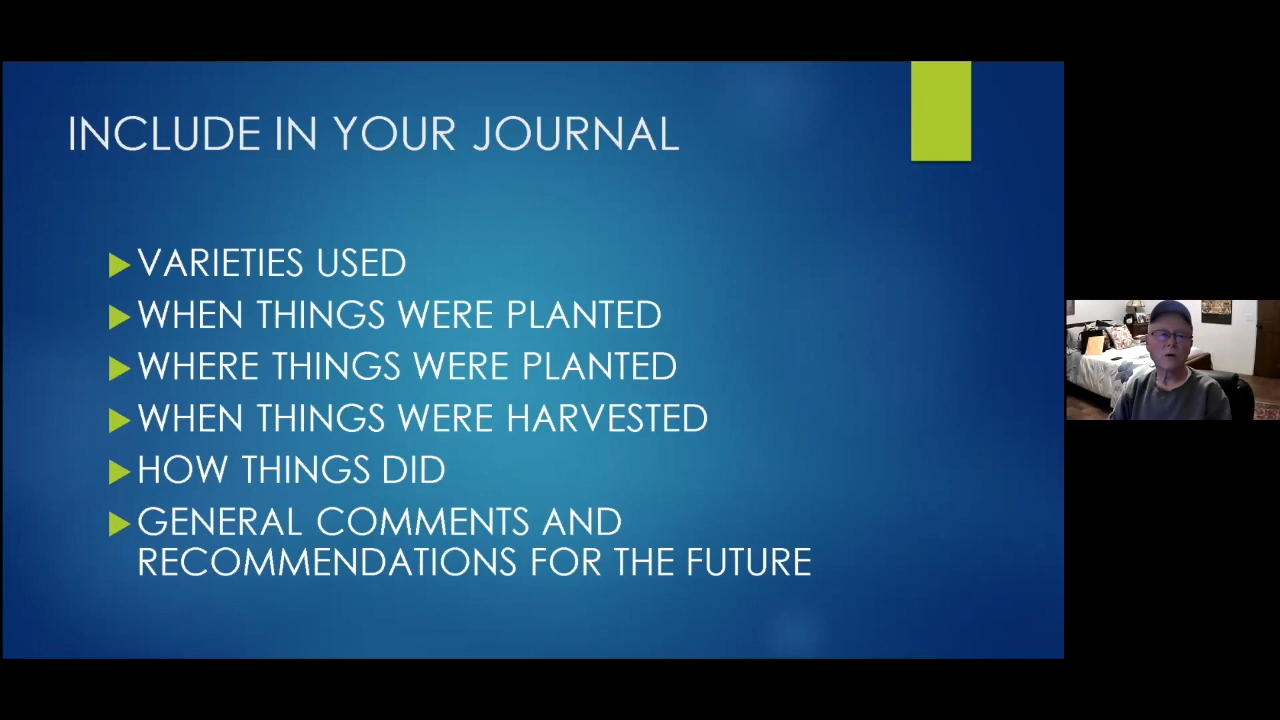 INCLUDE IN YOUR JOURNAL
VARIETIES USED
WHEN THINGS WERE PLANTED
WHERE THINGS WERE PLANTED
WHEN THINGS WERE HARVESTED
HOW THINGS DID
GENERAL COMMENTS AND
RECOMMENDATIONS FOR THE FUTURE